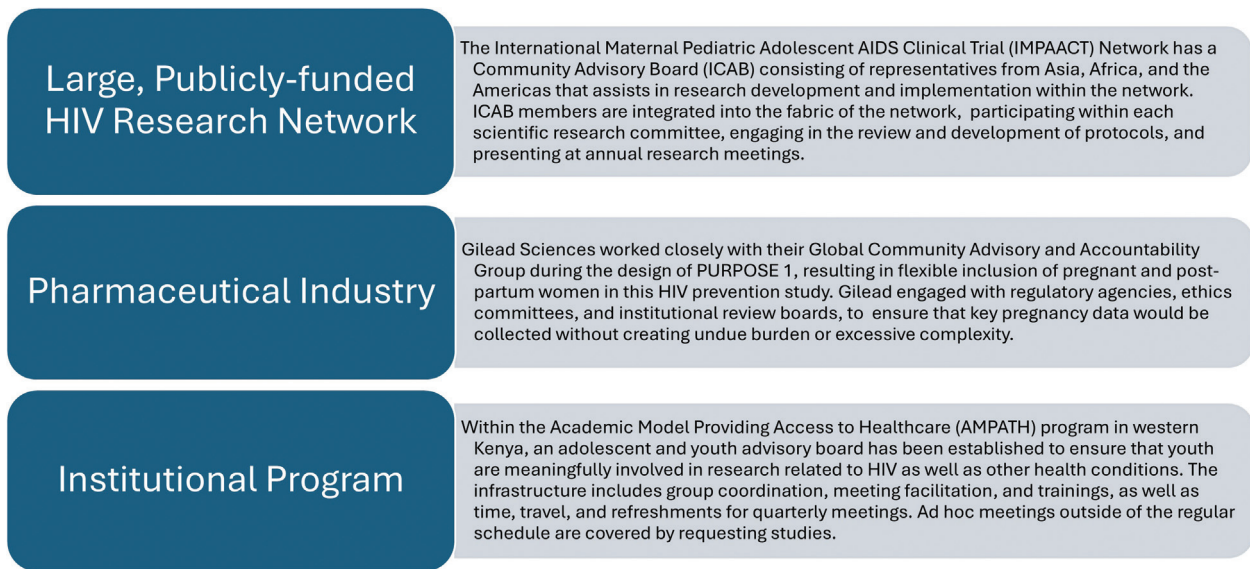 Large, Publicly-funded
HIV Research Network
The International Maternal Pediatric Adolescent AIDS Clinical Trial (IMPAACT) Network has a
Community Advisory Board (ICAB) consisting of representatives from Asia, Africa, and the
Americas that assists in research development and implementation within the network.
ICAB members are integrated into the fabric of the network, participating within each
scientific research committee, engaging in the review and development of protocols, and
presenting at annual research meetings.
Pharmaceutical Industry
Gilead Sciences worked closely with their Global Community Advisory and Accountability
Group during the design of PURPOSE 1, resulting in flexible inclusion of pregnant and post-
partum women in this HIV prevention study. Gilead engaged with regulatory agencies, ethics
committees, and institutional review boards, to ensure that key pregnancy data would be
collected without creating undue burden or excessive complexity.
Institutional Program
Within the Academic Model Providing Access to Healthcare (AMPATH) program in western
Kenya, an adolescent and youth advisory board has been established to ensure that youth
are meaningfully involved in research related to HIV as well as other health conditions. The
infrastructure includes group coordination, meeting facilitation, and trainings, as well as
time, travel, and refreshments for quarterly meetings. Ad hoc meetings outside of the regular
schedule are covered by requesting studies.